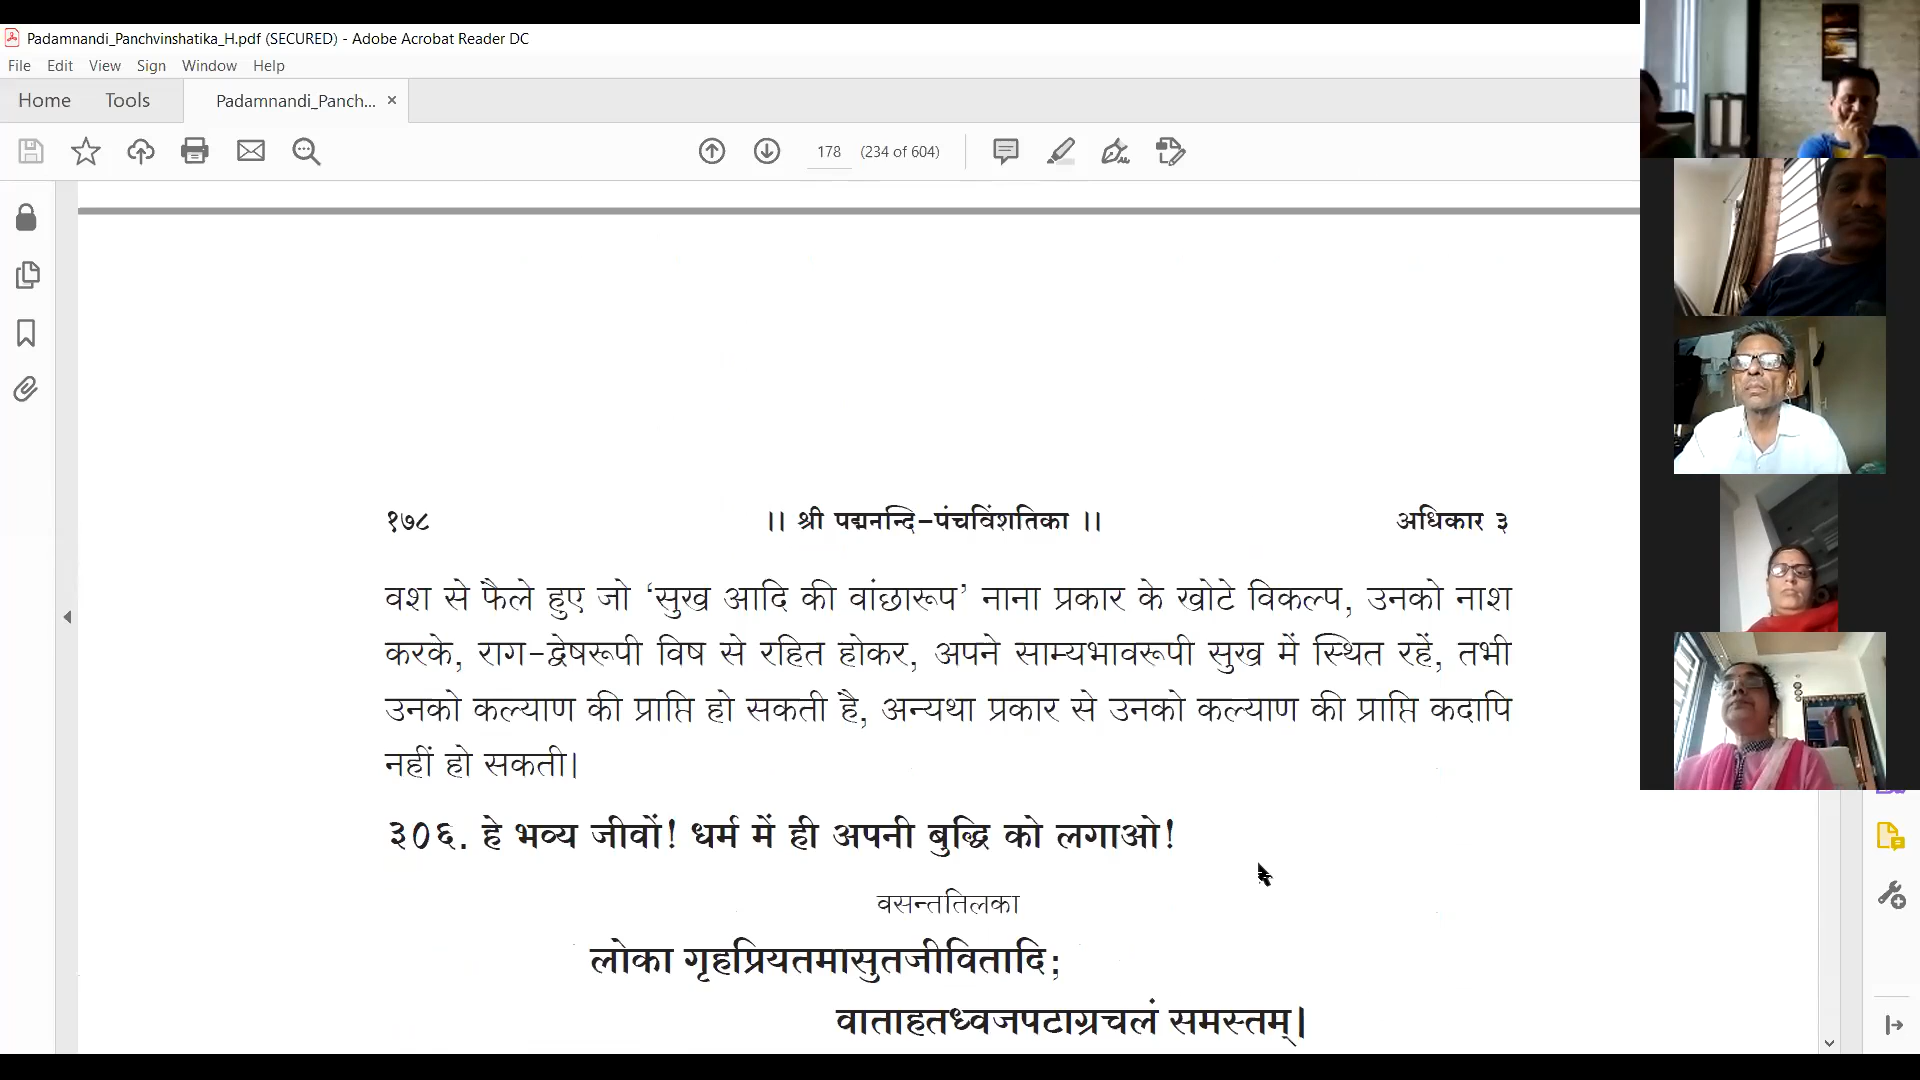 Padamnandi_Panchvinshatika_H.pdf (SECURED) - Adobe Acrobat Reader DC
File Edit View Sign Window Help
Home Tools Padamnandi_Panch... ×
178 (234 of 604)
१७८ ।। श्री पद्मनन्दि-पंचविंशतिका ।। अधिकार ३
वश से फैले हुए जो ‘सुख आदि की वांछारूप’ नाना प्रकार के खोटे विकल्प, उनको नाश
करके, राग-द्वेषरूपी विष से रहित होकर, अपने साम्यभावरूपी सुख में स्थित रहें, तभी
उनको कल्याण की प्राप्ति हो सकती है, अन्यथा प्रकार से उनको कल्याण की प्राप्ति कदापि
नहीं हो सकती।
३०६. हे भव्य जीवों! धर्म में ही अपनी बुद्धि को लगाओ!
वसन्ततिलका
लोका गृहप्रियतमासुतजीवितादि;
वाताहतध्वजपटाग्रचलं समस्तम्।